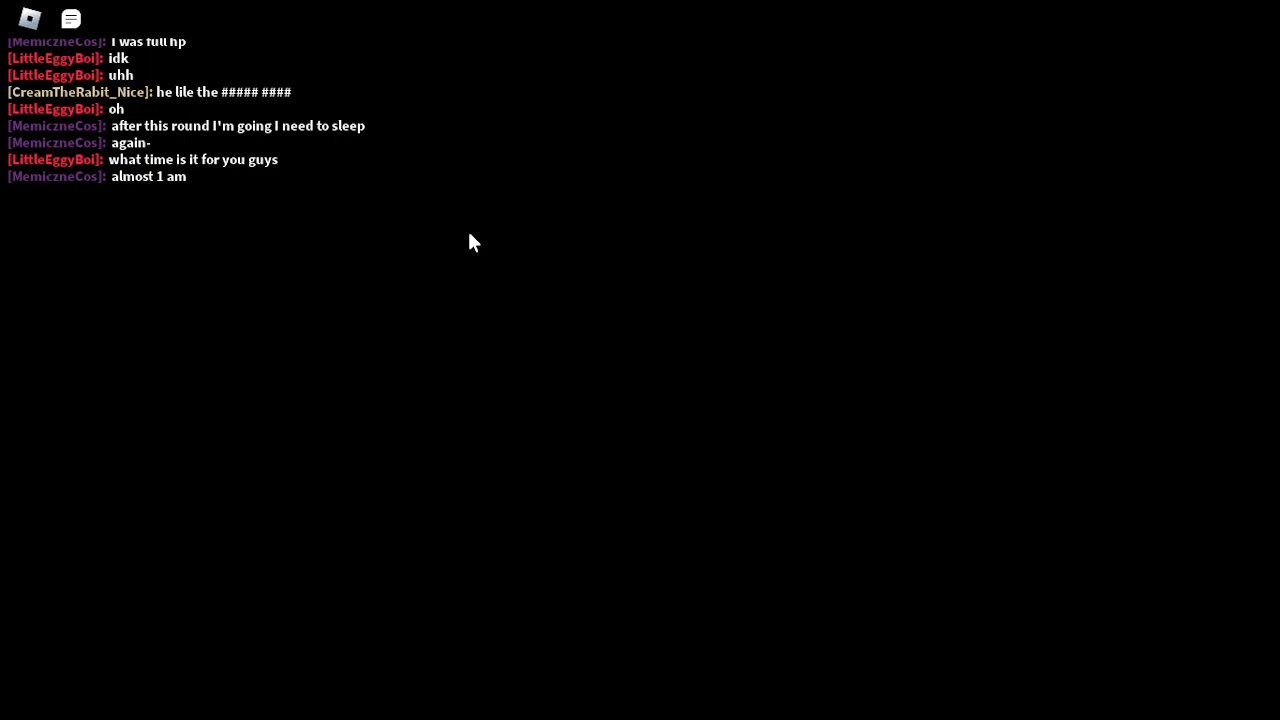 [MemiczneCos]: I was full hp
[LittleEggyBoi]: idk
[LittleEggyBoi]: uhh
[CreamTheRabit_Nice]: he lile the ##### ####
[LittleEggyBoi]: oh
[MemiczneCos]: after this round I'm going I need to sleep
[MemiczneCos]: again-
[LittleEggyBoi]: what time is it for you guys
[MemiczneCos]: almost 1 am